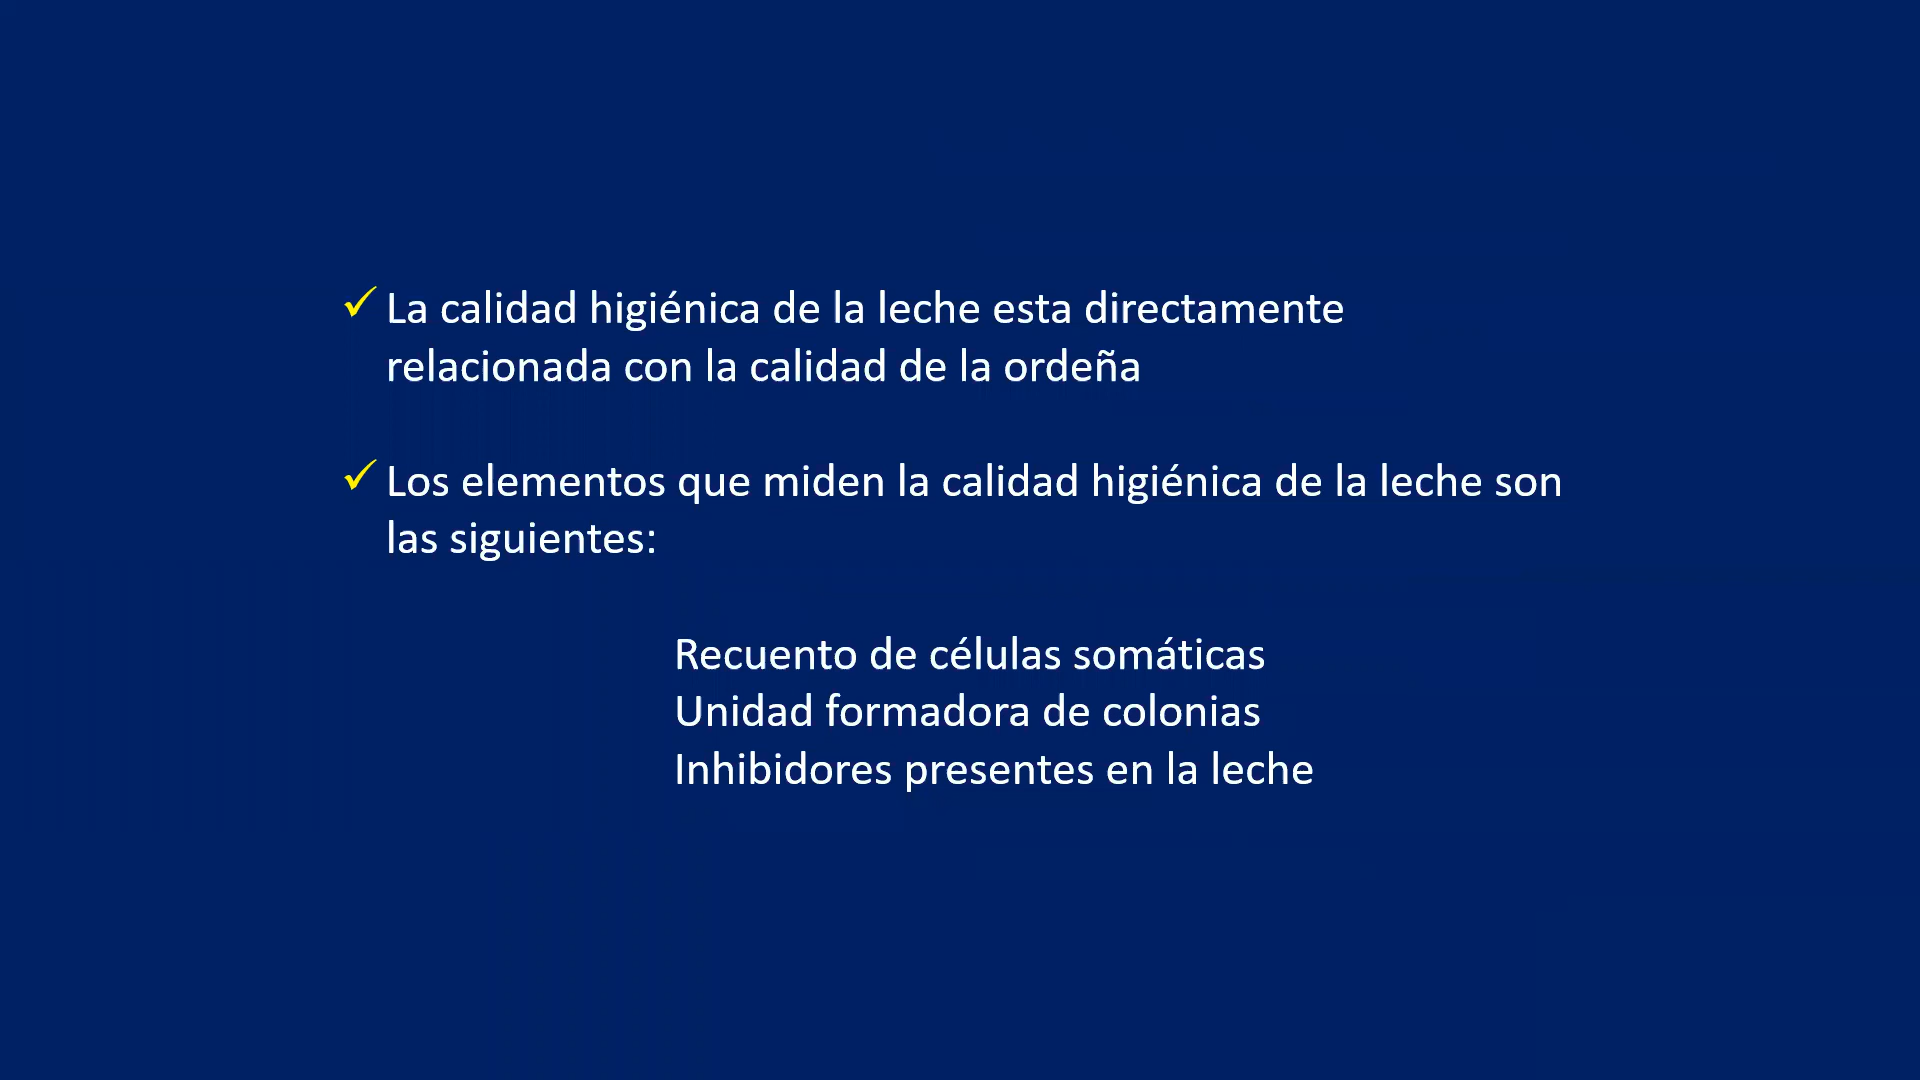 ✓ La calidad higiénica de la leche esta directamente
relacionada con la calidad de la ordeña
✓ Los elementos que miden la calidad higiénica de la leche son
las siguientes:
Recuento de células somáticas
Unidad formadora de colonias
Inhibidores presentes en la leche